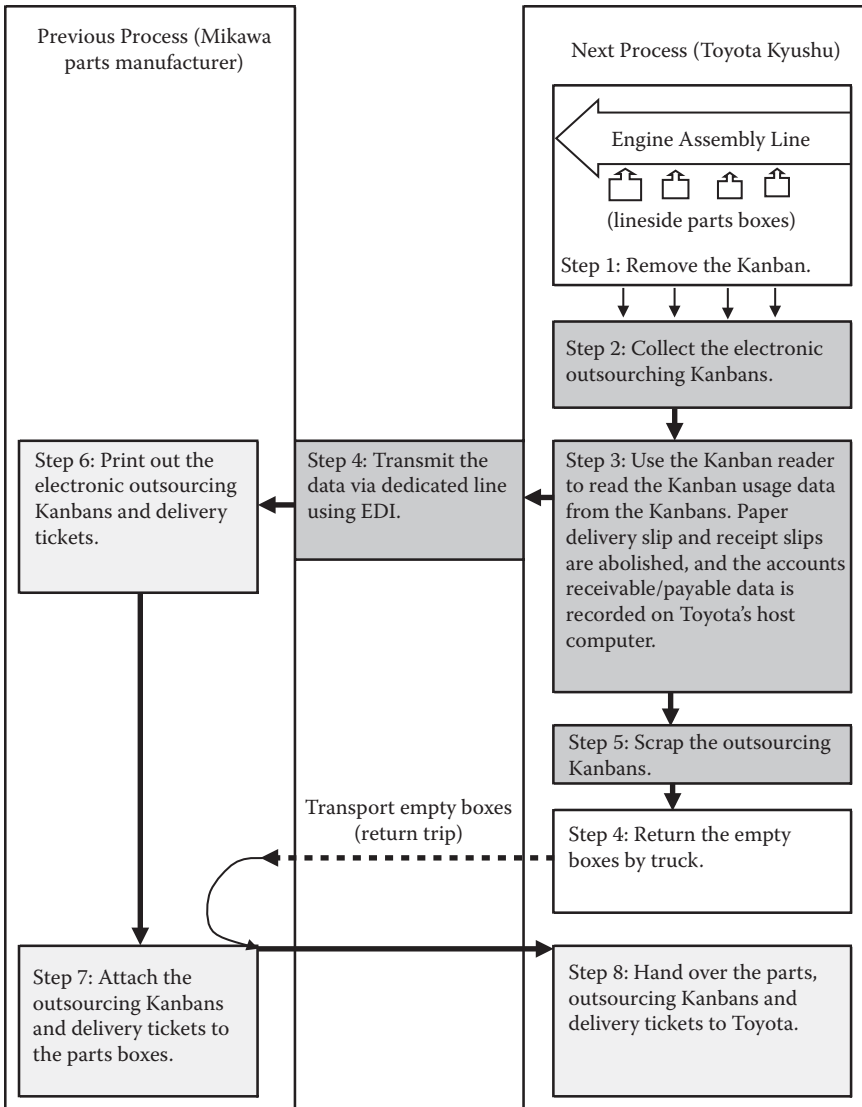 Previous Process (Mikawa
parts manufacturer)
Next Process (Toyota Kyushu)
Engine Assembly Line
(lineside parts boxes)
Step 1: Remove the Kanban.
Step 2: Collect the electronic
outsourching Kanbans.
Step 6: Print out the
electronic outsourcing
Kanbans and delivery
tickets.
Step 4: Transmit the
data via dedicated line
using EDI.
Step 3: Use the Kanban reader
to read the Kanban usage data
from the Kanbans. Paper
delivery slip and receipt slips
are abolished, and the accounts
receivable/payable data is
recorded on Toyota's host
computer.
Step 5: Scrap the outsourcing
Kanbans.
Transport empty boxes
(return trip)
Step 4: Return the empty
boxes by truck.
Step 7: Attach the
outsourcing Kanbans
and delivery tickets to
the parts boxes.
Step 8: Hand over the parts,
outsourcing Kanbans and
delivery tickets to Toyota.